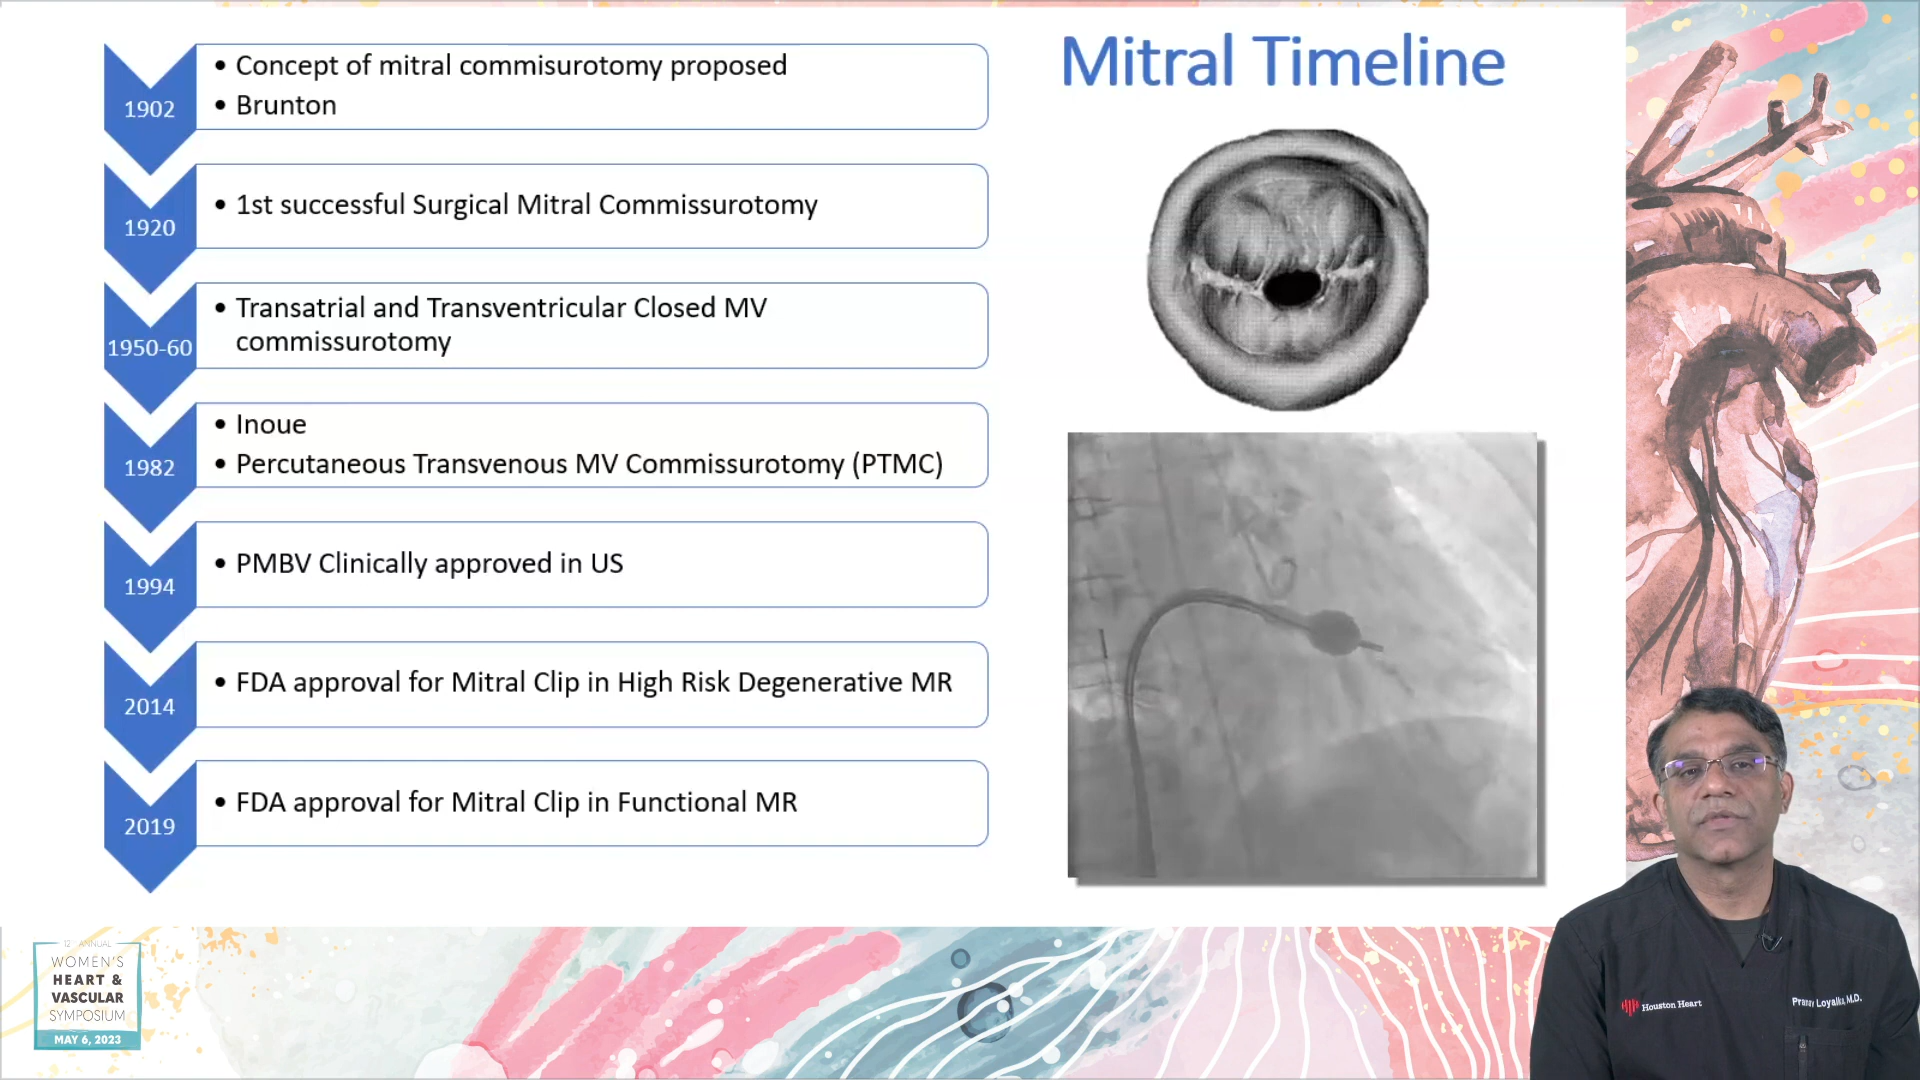 Mitral Timeline
1902
• Concept of mitral commisurotomy proposed
• Brunton
1920
• 1st successful Surgical Mitral Commissurotomy
1950-60
• Transatrial and Transventricular Closed MV
commissurotomy
1982
• Inoue
• Percutaneous Transvenous MV Commissurotomy (PTMC)
1994
• PMBV Clinically approved in US
2014
• FDA approval for Mitral Clip in High Risk Degenerative MR
2019
• FDA approval for Mitral Clip in Functional MR
12th ANNUAL
WOMEN'S
HEART &
VASCULAR
SYMPOSIUM
MAY 6, 2023
Houston Heart
Pranav Loyalka, M.D.